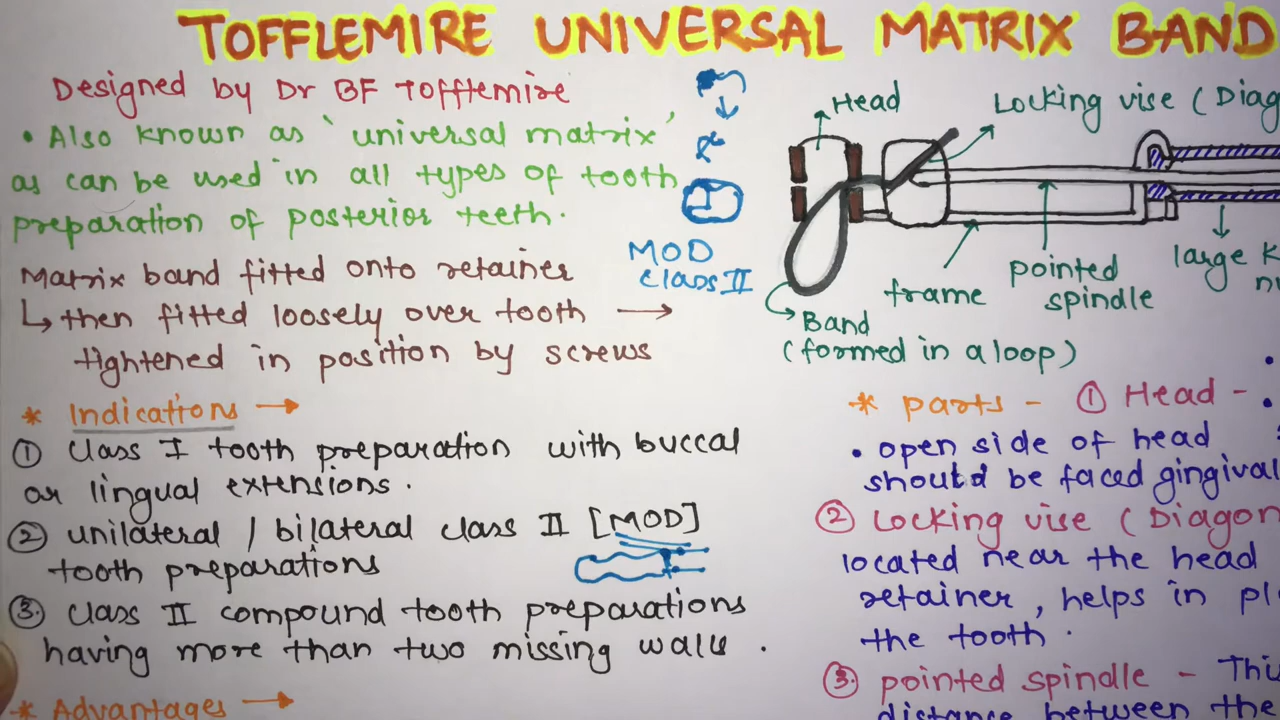 TOFFLEMIRE UNIVERSAL MATRIX BAND
Designed by Dr BF Tofflemire
• Also known as 'universal matrix'
as can be used in all types of tooth
preparation of posterior teeth.
Matrix band fitted onto retainer
↳ then fitted loosely over tooth →
tightened in position by screws
MOD
class II
Head
Locking vise (Diag
pointed
spindle
frame
large k
Band
(formed in a loop)
* Indications →
① Class I tooth preparation with buccal
or lingual extensions.
② unilateral / bilateral class II [MOD]
tooth preparations
③. Class II compound tooth preparations
having more than two missing walls.
* Advantages →
* parts - ① Head -
• open side of head
should be faced gingival
② Locking vise (Diagon
located near the head
retainer, helps in pl
the tooth.
③. pointed spindle - Thi
distance between the